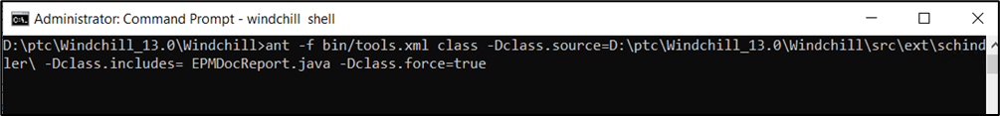 Administrator: Command Prompt - windchill  shell
D:\ptc\Windchill_13.0\Windchill>ant -f bin/tools.xml class -Dclass.source=D:\ptc\Windchill_13.0\Windchill\src\ext\schind
ler\ -Dclass.includes= EPMDocReport.java -Dclass.force=true